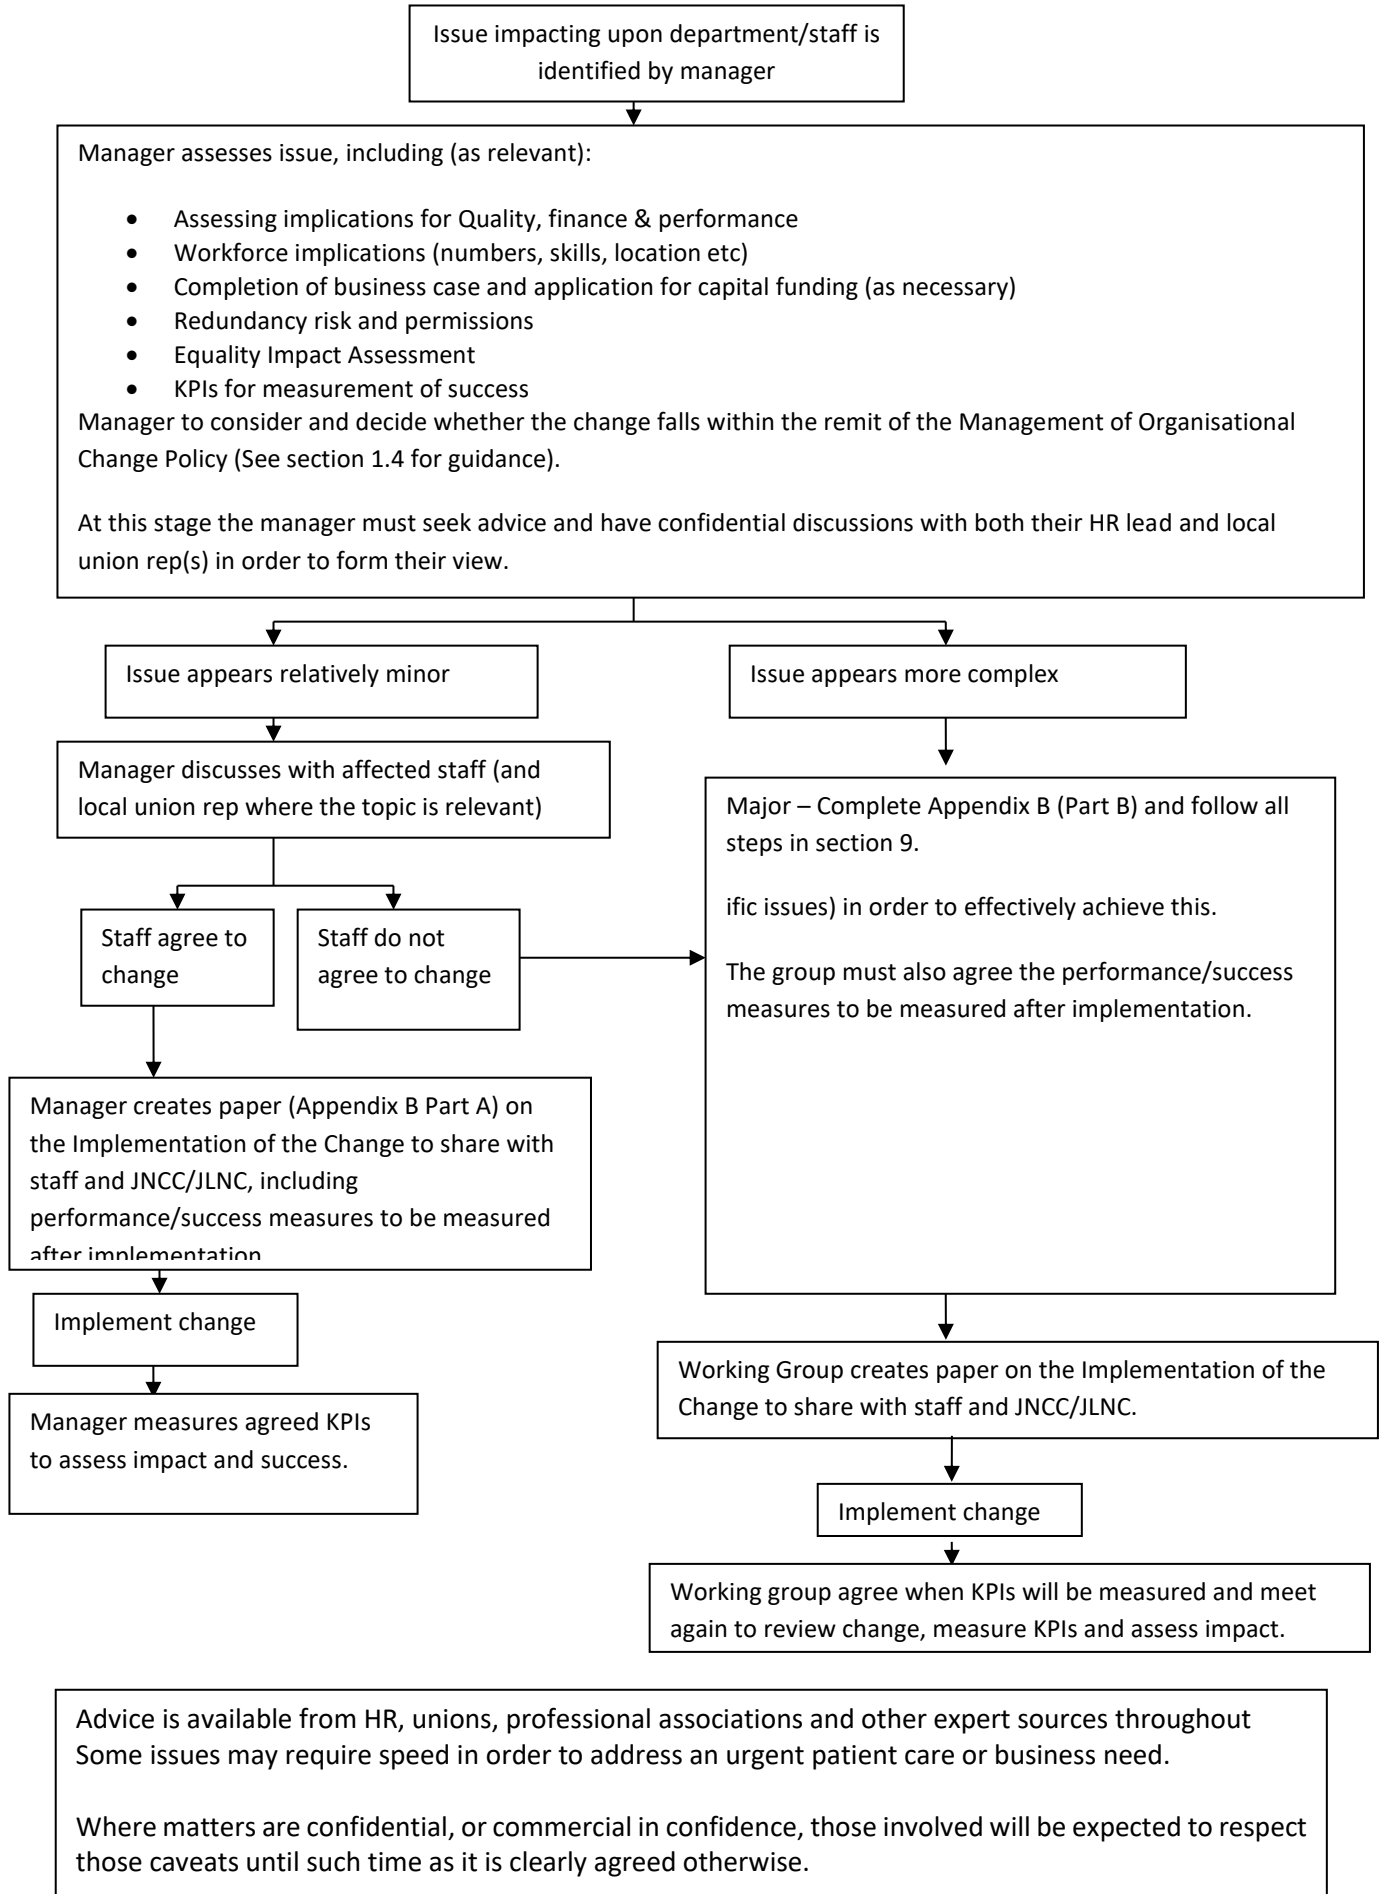 Issue impacting upon department/staff is
identified by manager
Manager assesses issue, including (as relevant):
• Assessing implications for Quality, finance & performance
• Workforce implications (numbers, skills, location etc)
• Completion of business case and application for capital funding (as necessary)
• Redundancy risk and permissions
• Equality Impact Assessment
• KPIs for measurement of success
Manager to consider and decide whether the change falls within the remit of the Management of Organisational
Change Policy (See section 1.4 for guidance).
At this stage the manager must seek advice and have confidential discussions with both their HR lead and local
union rep(s) in order to form their view.
Issue appears relatively minor
Issue appears more complex
Manager discusses with affected staff (and
local union rep where the topic is relevant)
Major – Complete Appendix B (Part B) and follow all
steps in section 9.
ific issues) in order to effectively achieve this.
The group must also agree the performance/success
measures to be measured after implementation.
Staff agree to
change
Staff do not
agree to change
Manager creates paper (Appendix B Part A) on
the Implementation of the Change to share with
staff and JNCC/JLNC, including
performance/success measures to be measured
after implementation
Implement change
Manager measures agreed KPIs
to assess impact and success.
Working Group creates paper on the Implementation of the
Change to share with staff and JNCC/JLNC.
Implement change
Working group agree when KPIs will be measured and meet
again to review change, measure KPIs and assess impact.
Advice is available from HR, unions, professional associations and other expert sources throughout
Some issues may require speed in order to address an urgent patient care or business need.
Where matters are confidential, or commercial in confidence, those involved will be expected to respect
those caveats until such time as it is clearly agreed otherwise.